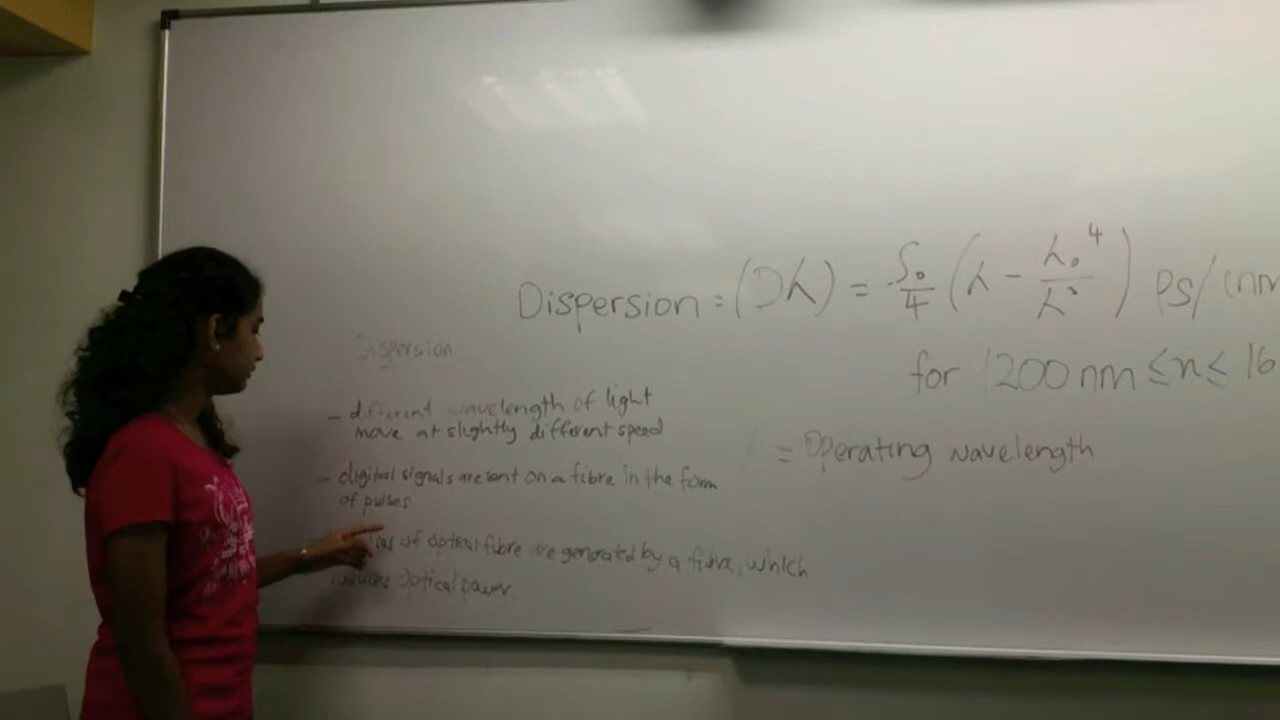 Dispersion = (Dλ) = S₀/4 (λ - λ₀⁴/λ³) ps/(nm
for 1200 nm ≤ n ≤ 16
= Operating wavelength
Dispersion
- different wavelength of light
move at slightly different speed
- digital signals are sent on a fibre in the form
of pulses
of optical fibre are generated by a fibre, which
optical power